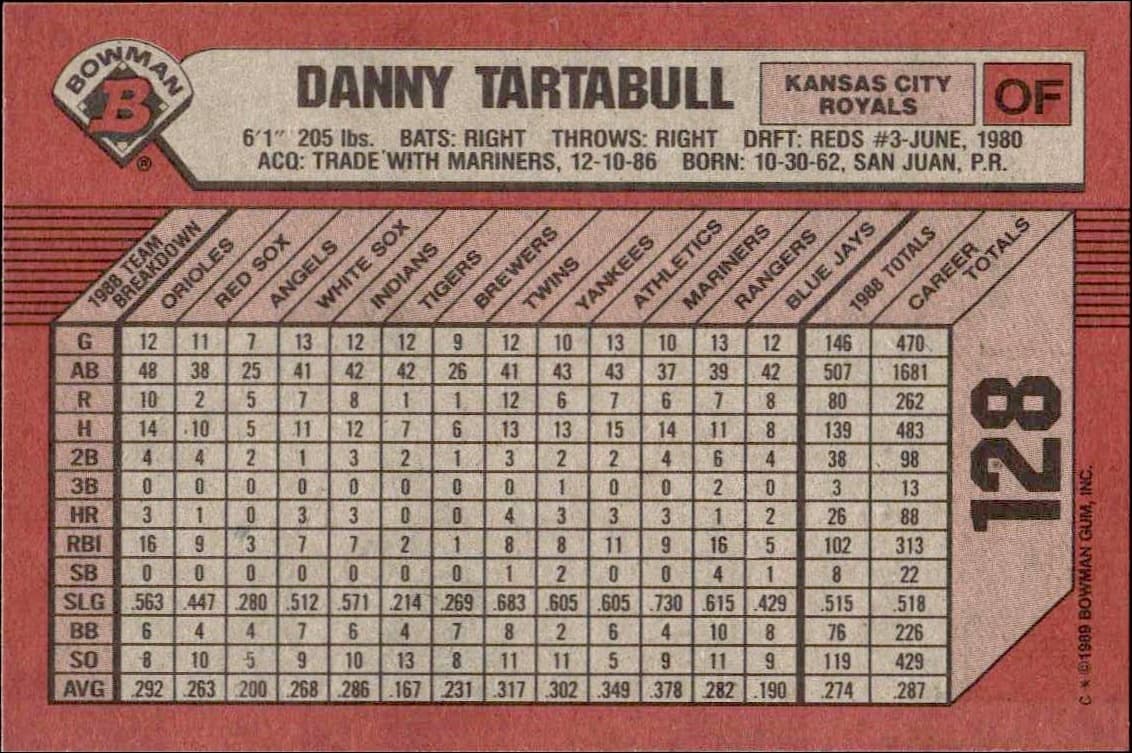 BOWMAN
B
®
DANNY TARTABULL
KANSAS CITY
ROYALS
OF
6'1" 205 lbs. BATS: RIGHT THROWS: RIGHT DRFT: REDS #3-JUNE, 1980
ACQ: TRADE WITH MARINERS, 12-10-86 BORN: 10-30-62, SAN JUAN, P.R.
1988 TEAM
BREAKDOWN
ORIOLES
RED SOX
ANGELS
WHITE SOX
INDIANS
TIGERS
BREWERS
TWINS
YANKEES
ATHLETICS
MARINERS
RANGERS
BLUE JAYS
1988 TOTALS
CAREER
TOTALS
G 12 11 7 13 12 12 9 12 10 13 10 13 12 146 470
AB 48 38 25 41 42 42 26 41 43 43 37 39 42 507 1681
R 10 2 5 7 8 1 1 12 6 7 6 7 8 80 262
H 14 10 5 11 12 7 6 13 13 15 14 11 8 139 483
2B 4 4 2 1 3 2 1 3 2 2 4 6 4 38 98
3B 0 0 0 0 0 0 0 0 1 0 0 2 0 3 13
HR 3 1 0 3 3 0 0 4 3 3 3 1 2 26 88
RBI 16 9 3 7 7 2 1 8 8 11 9 16 5 102 313
SB 0 0 0 0 0 0 0 1 2 0 0 4 1 8 22
SLG .563 .447 .280 .512 .571 .214 .269 .683 .605 .605 .730 .615 .429 .515 .518
BB 6 4 4 7 6 4 7 8 2 6 4 10 8 76 226
SO 8 10 5 9 10 13 8 11 11 5 9 11 9 119 429
AVG .292 .263 .200 .268 .286 .167 .231 .317 .302 .349 .378 .282 .190 .274 .287
128
C * ©1989 BOWMAN GUM, INC.